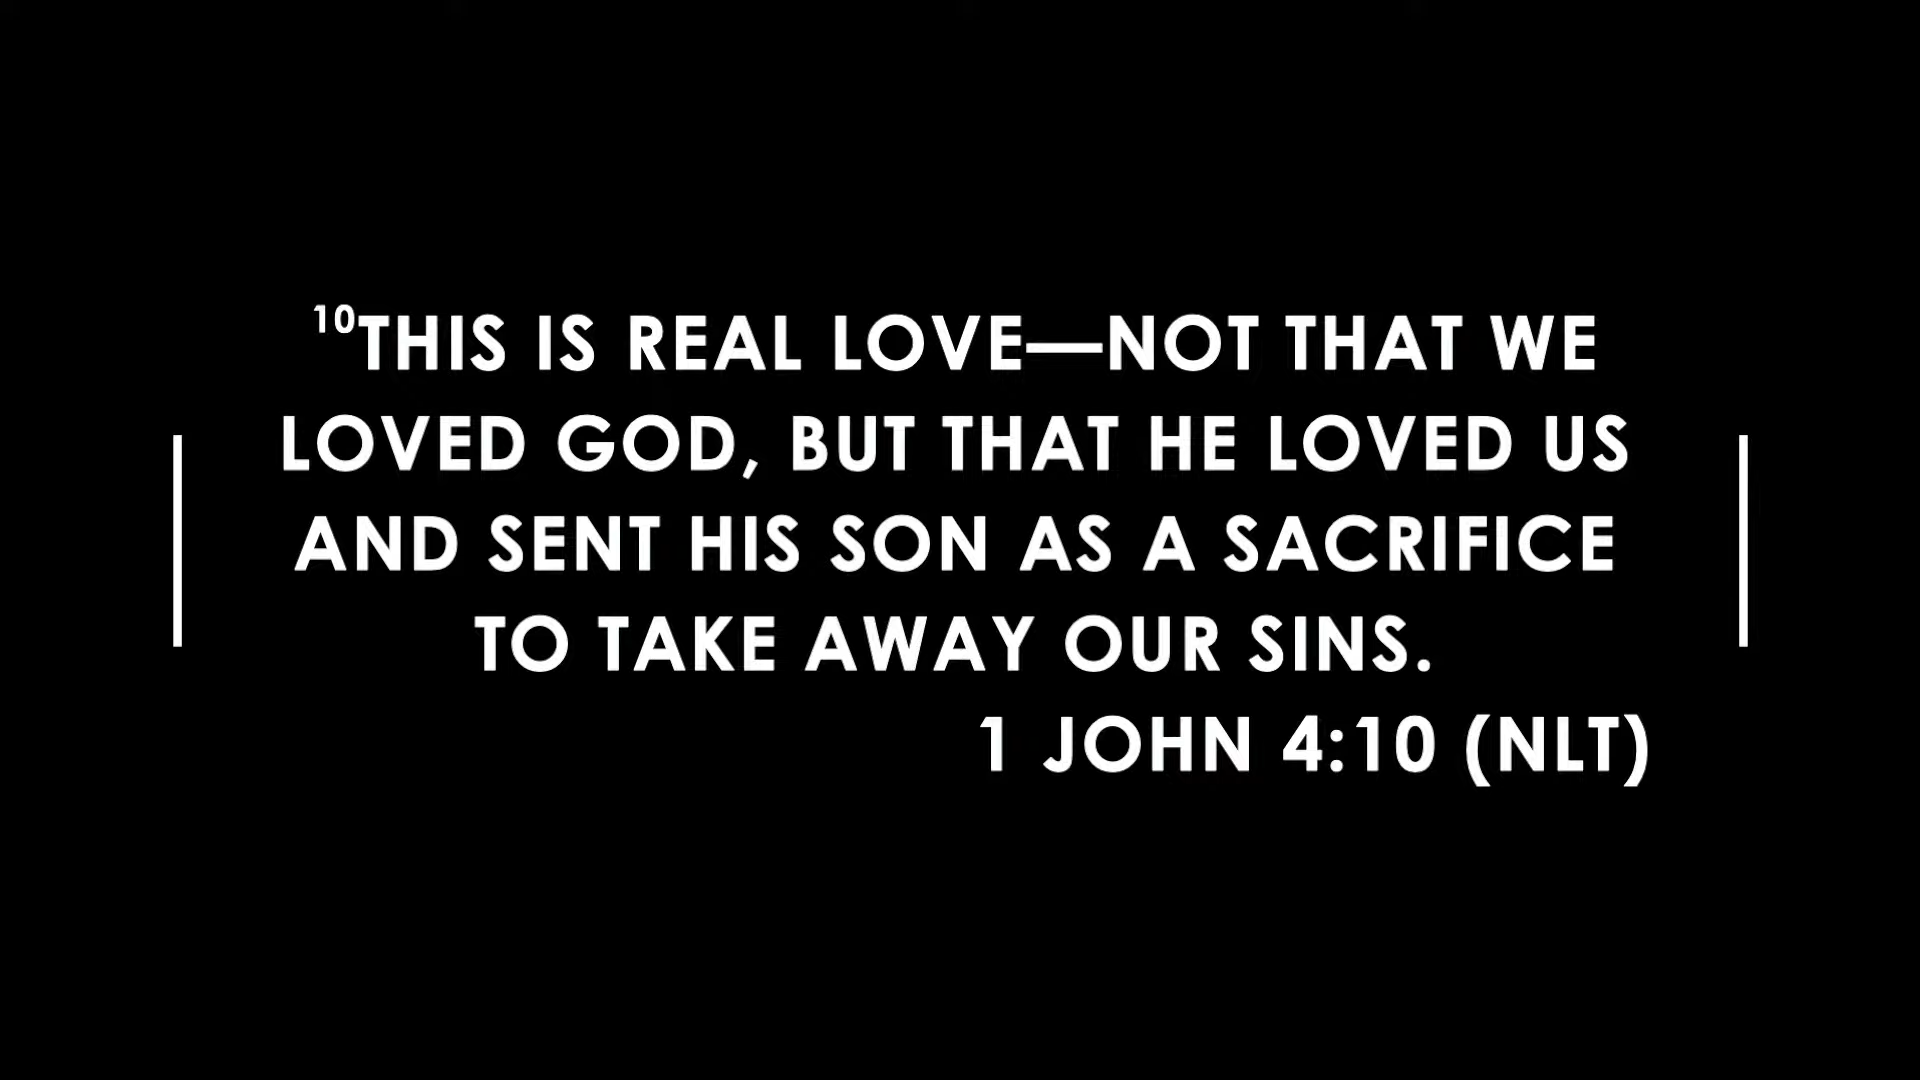 ¹⁰THIS IS REAL LOVE—NOT THAT WE
LOVED GOD, BUT THAT HE LOVED US
AND SENT HIS SON AS A SACRIFICE
TO TAKE AWAY OUR SINS.
1 JOHN 4:10 (NLT)